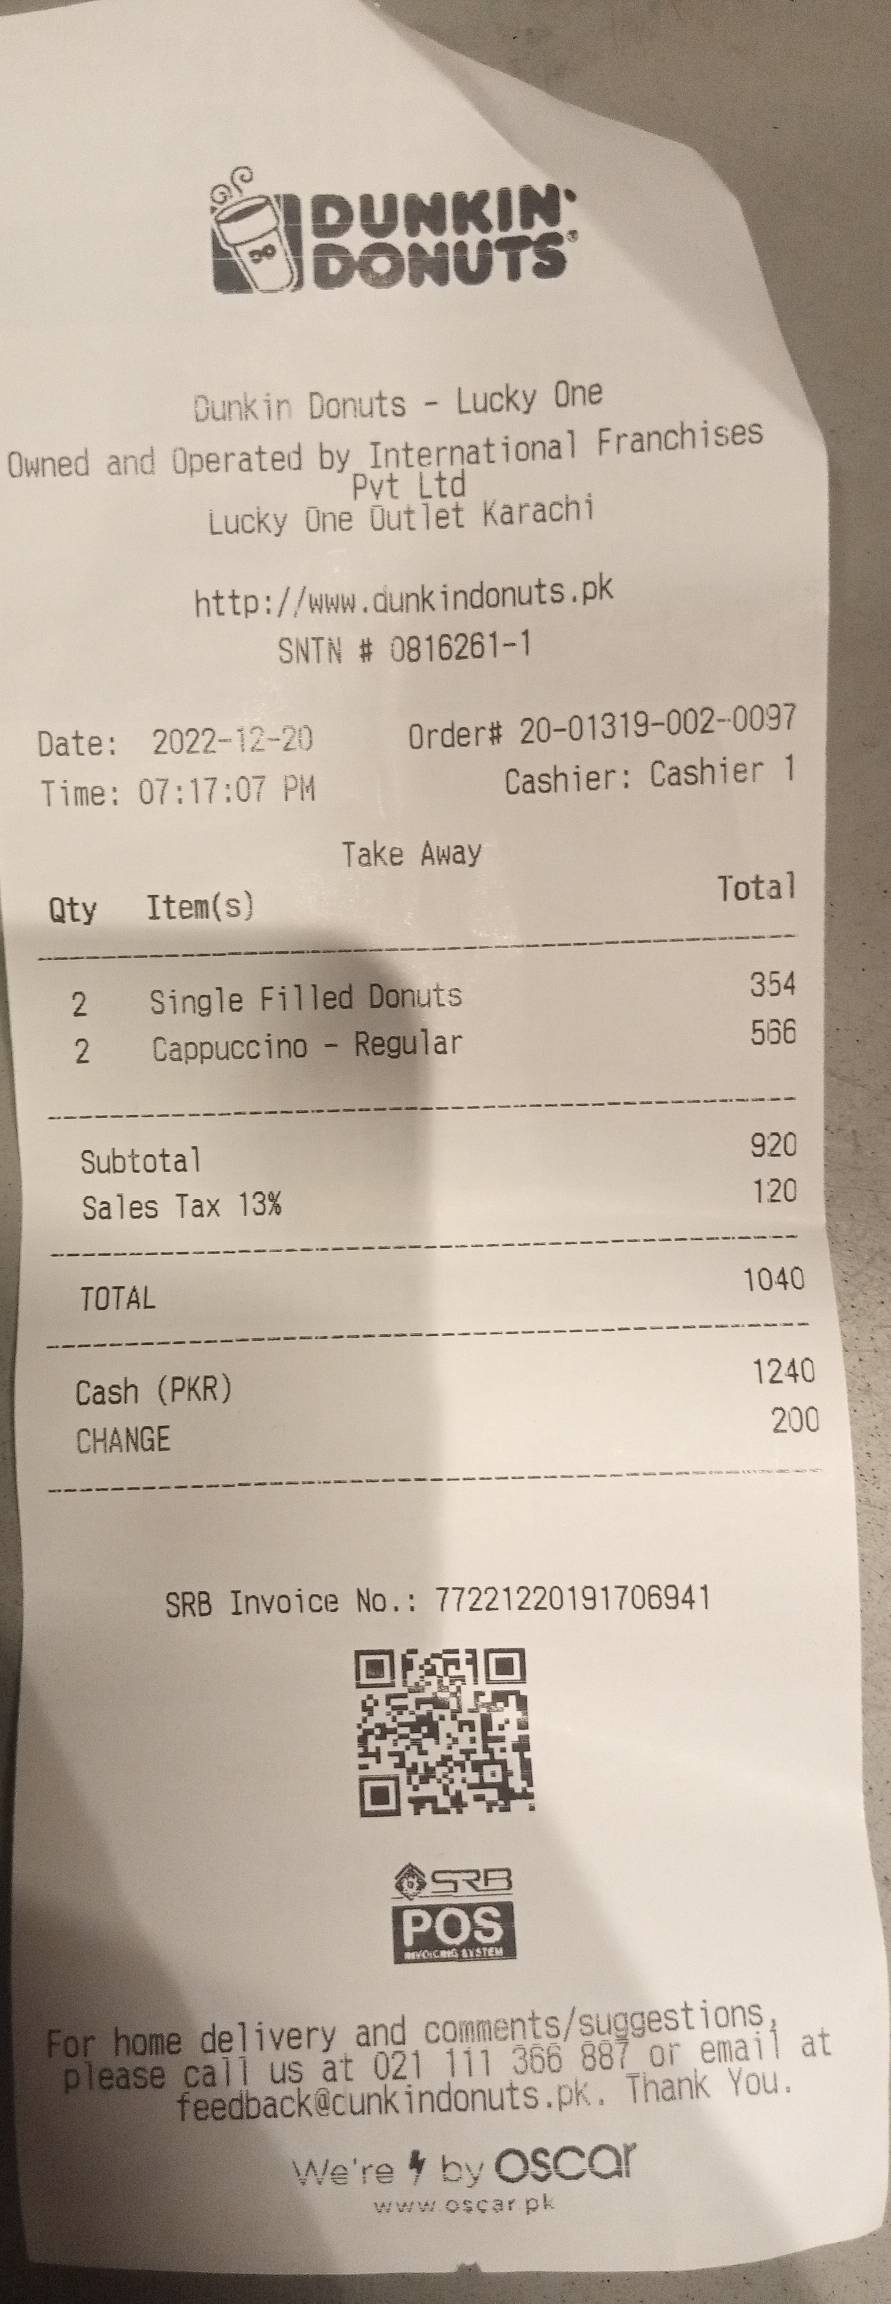 DUNKIN'
DONUTS
Dunkin Donuts - Lucky One
Owned and Operated by International Franchises
Pvt Ltd
Lucky One Outlet Karachi
http://www.dunkindonuts.pk
SNTN # 0816261-1
Date: 2022-12-20 Order# 20-01319-002-0097
Time: 07:17:07 PM Cashier: Cashier 1
Take Away
Qty Item(s) Total
2 Single Filled Donuts 354
2 Cappuccino - Regular 566
Subtotal 920
Sales Tax 13% 120
TOTAL 1040
Cash (PKR) 1240
CHANGE 200
SRB Invoice No.: 77221220191706941
SRB
POS
INVOICING SYSTEM
For home delivery and comments/suggestions,
please call us at 021 111 366 887 or email at
feedback@cunkindonuts.pk. Thank You.
We're by oscar
www.oscar.pk